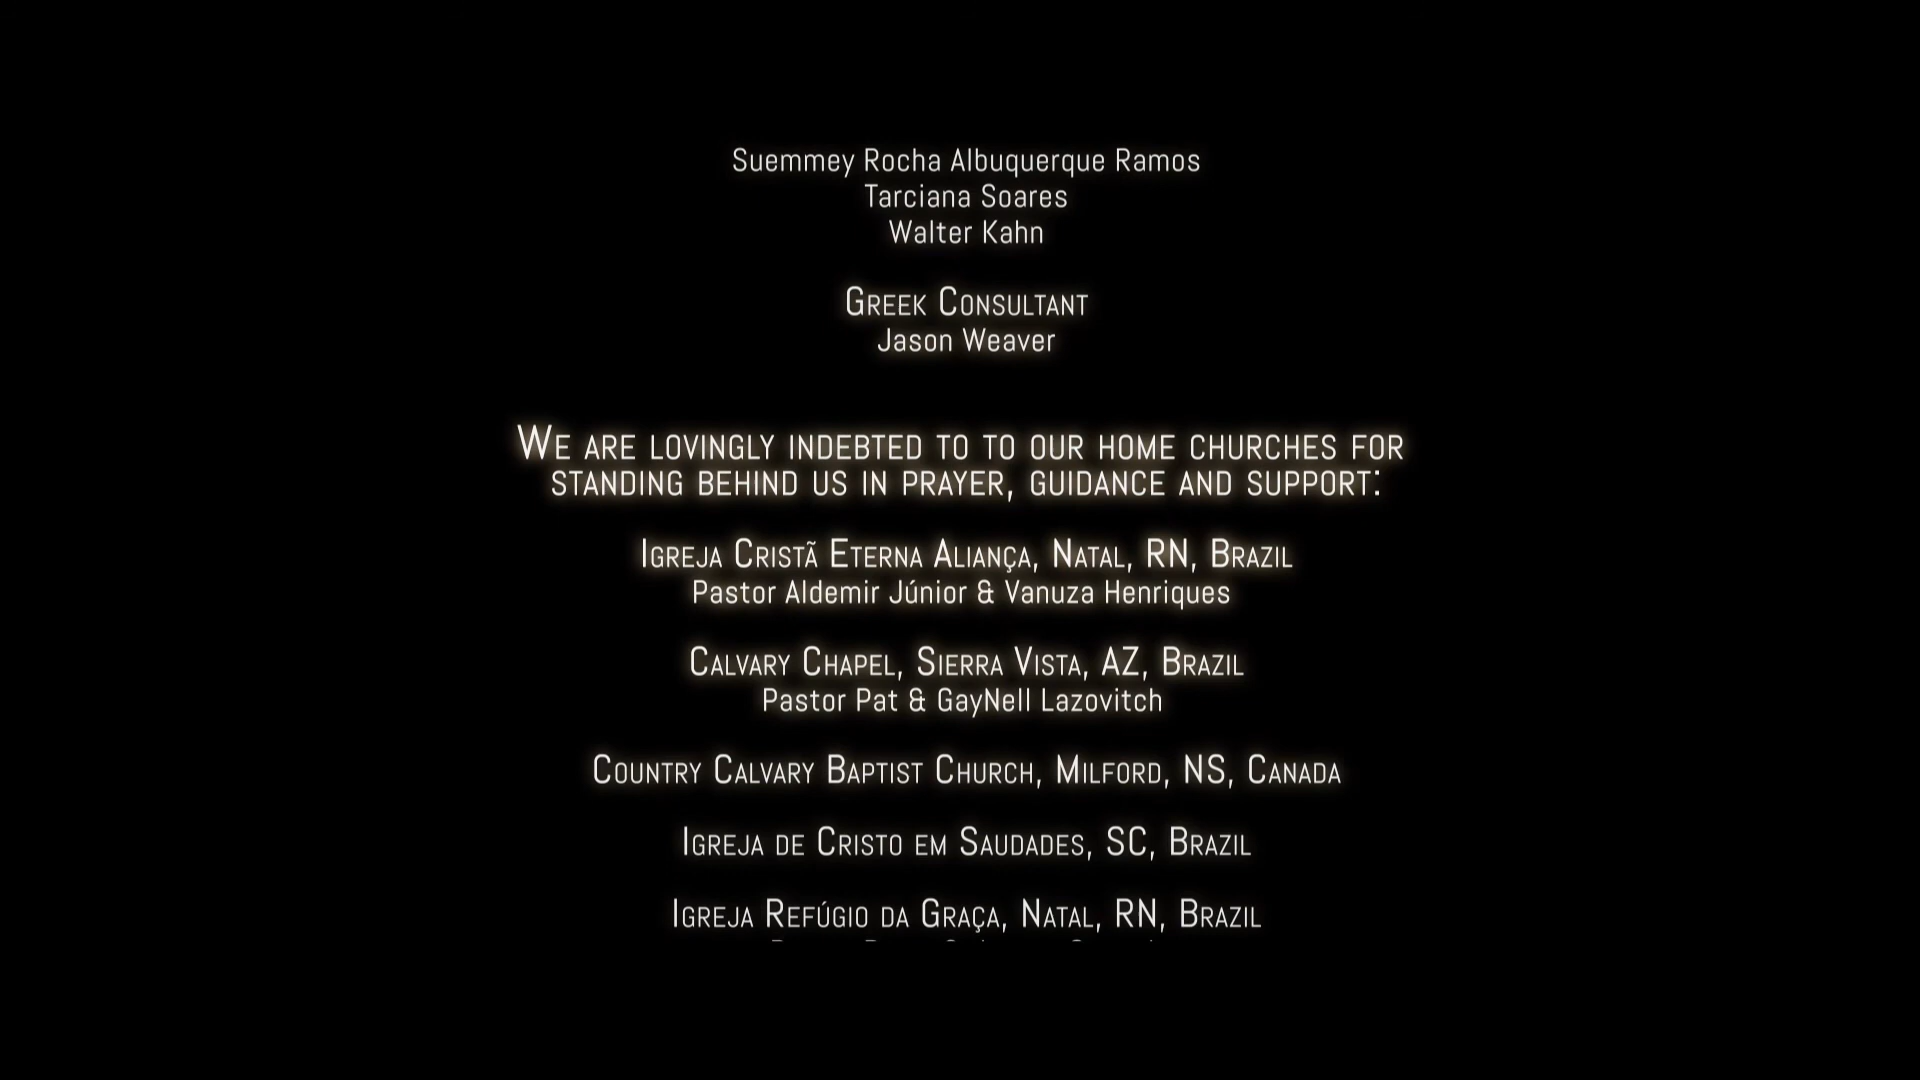 Suemmey Rocha Albuquerque Ramos
Tarciana Soares
Walter Kahn
Greek Consultant
Jason Weaver
We are lovingly indebted to to our home churches for
standing behind us in prayer, guidance and support:
Igreja Cristã Eterna Aliança, Natal, RN, Brazil
Pastor Aldemir Júnior & Vanuza Henriques
Calvary Chapel, Sierra Vista, AZ, Brazil
Pastor Pat & GayNell Lazovitch
Country Calvary Baptist Church, Milford, NS, Canada
Igreja de Cristo em Saudades, SC, Brazil
Igreja Refúgio da Graça, Natal, RN, Brazil